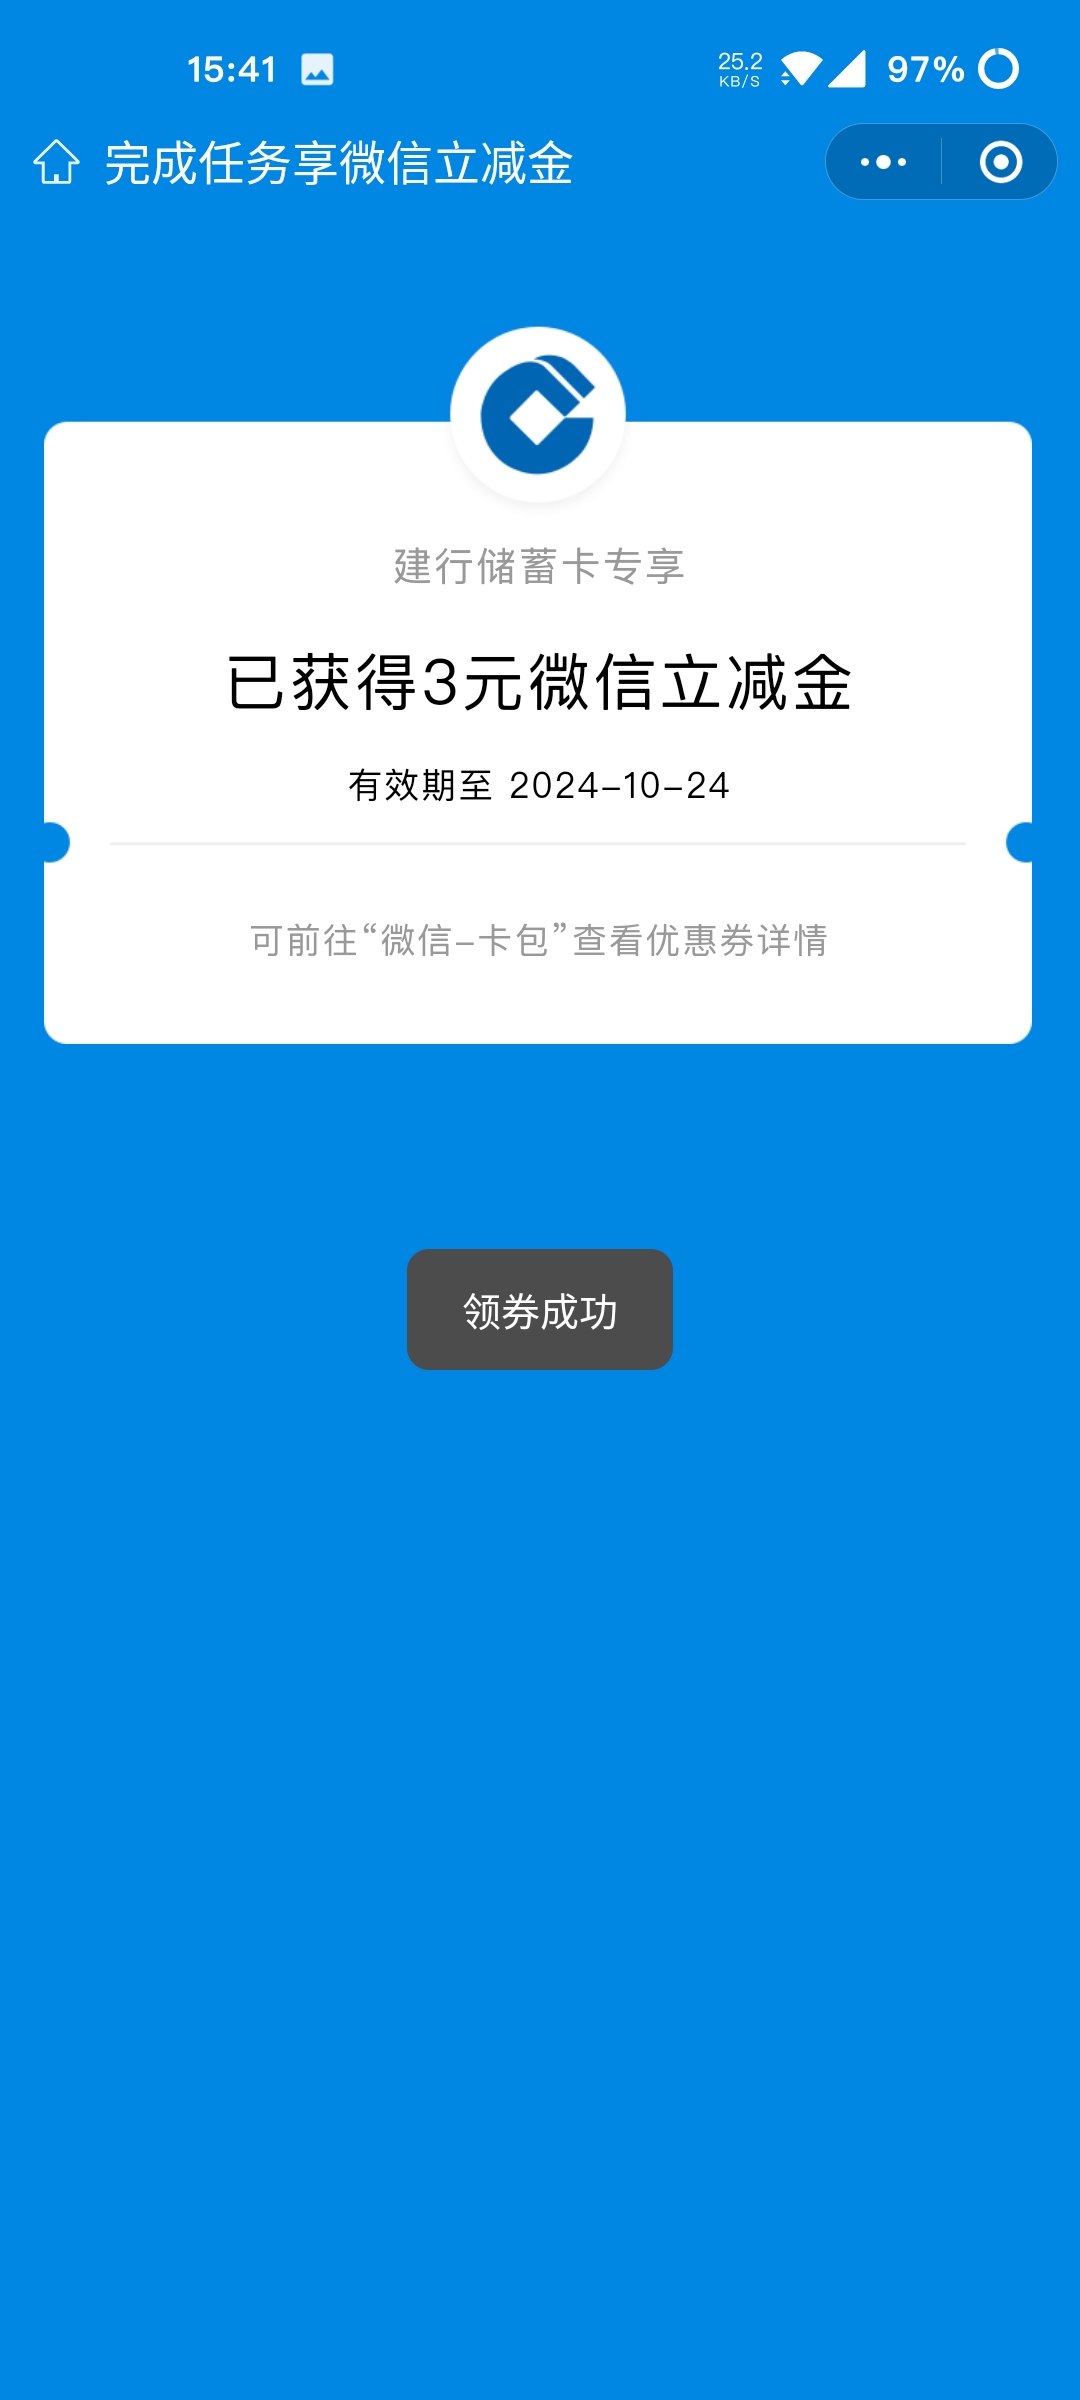 15:41
25.2
KB/S
97%
完成任务享微信立减金
建行储蓄卡专享
已获得3元微信立减金
有效期至 2024-10-24
可前往“微信-卡包”查看优惠券详情
领券成功